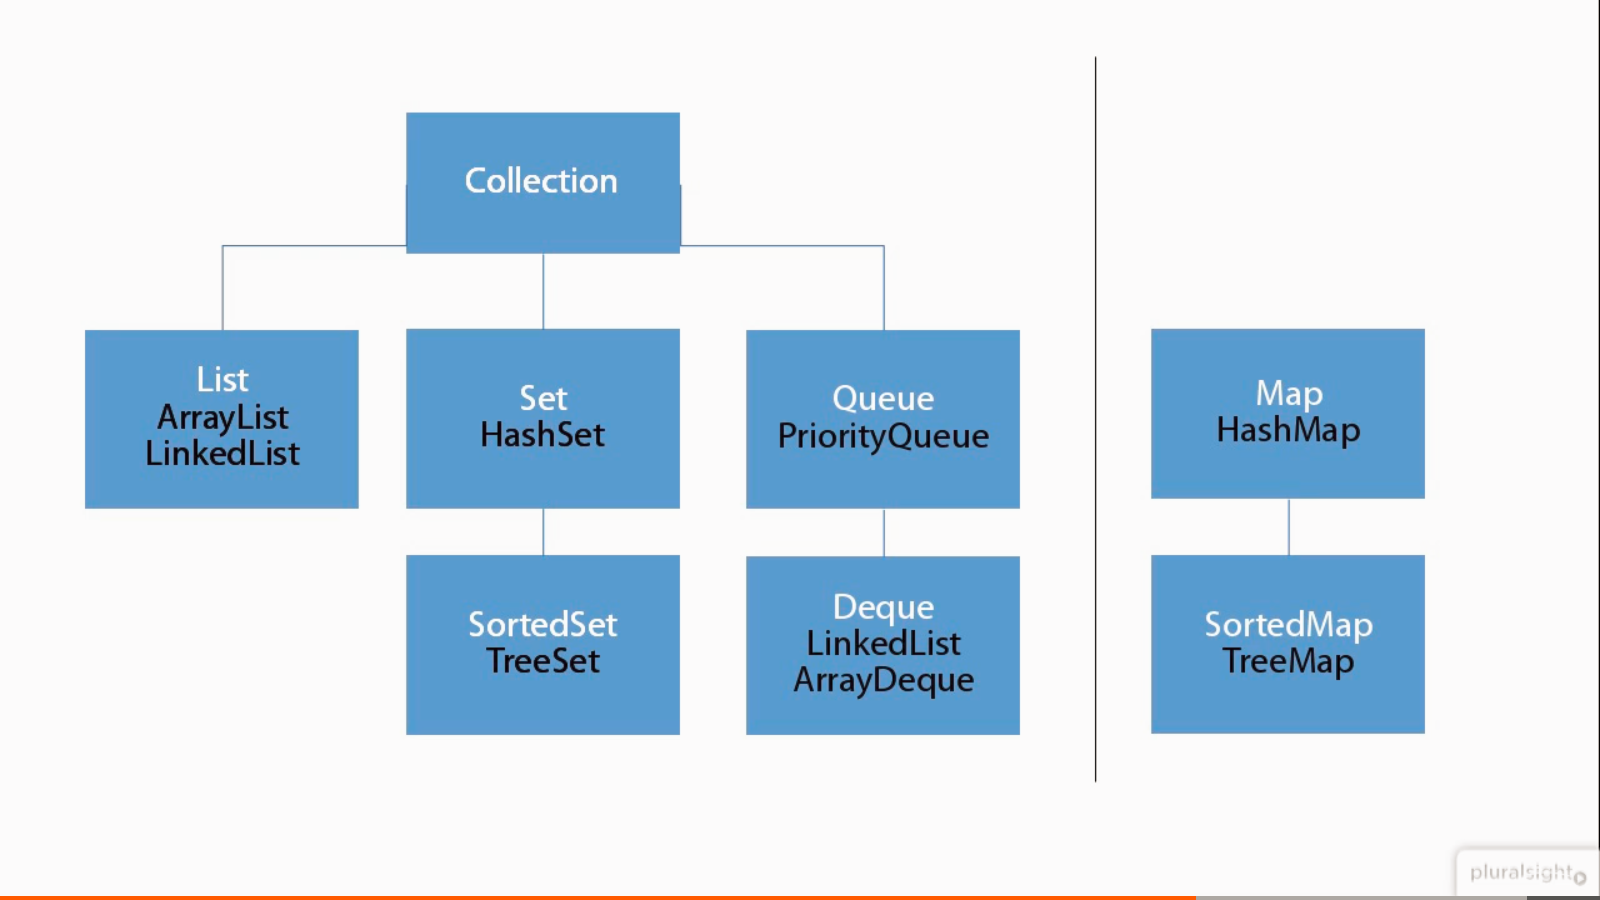 Collection
List
ArrayList
LinkedList
Set
HashSet
Queue
PriorityQueue
Map
HashMap
SortedSet
TreeSet
Deque
LinkedList
ArrayDeque
SortedMap
TreeMap
pluralsight